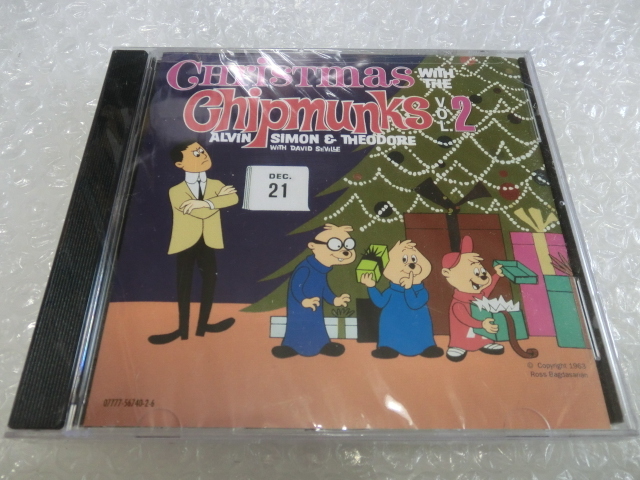 Christmas WITH THE
Chipmunks VOL 2
ALVIN SIMON & THEODORE
WITH DAVID SEVILLE
DEC.
21
© Copyright 1963
Ross Bagdasarian
07777-56740-2-6